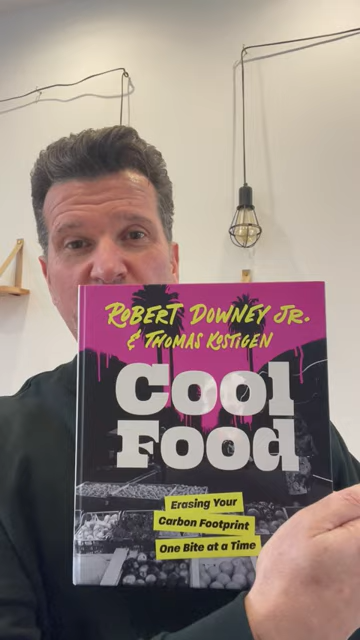 ROBERT DOWNEY JR.
& THOMAS KOSTIGEN
Cool
Food
Erasing Your
Carbon Footprint
One Bite at a Time